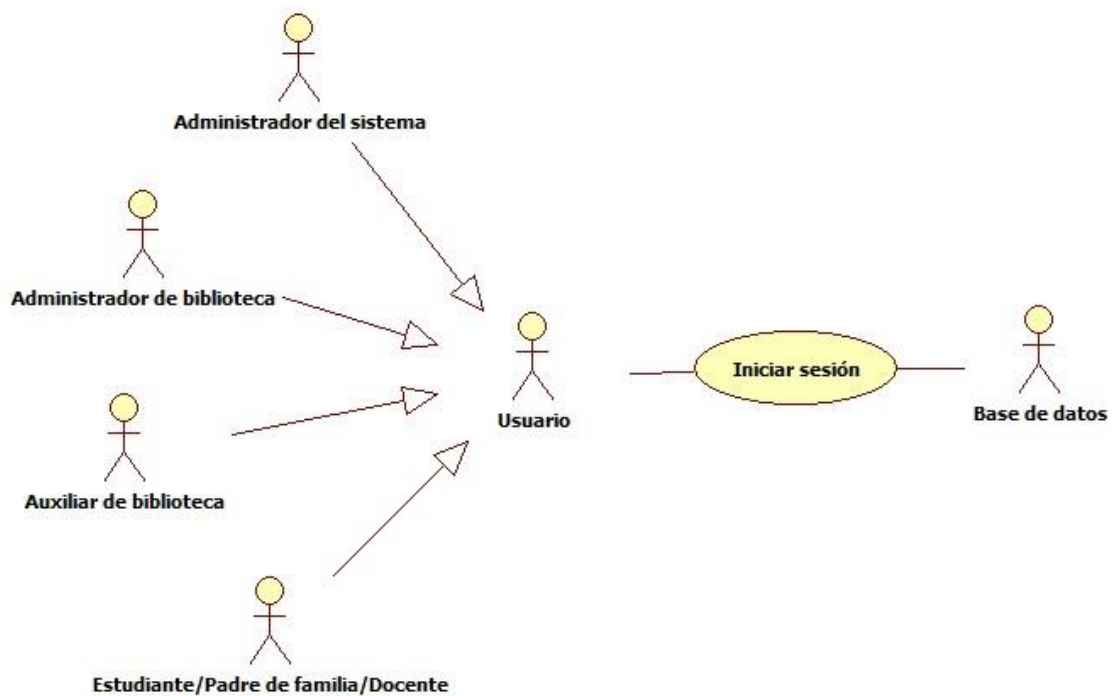 Administrador del sistema
Administrador de biblioteca
Usuario
Iniciar sesión
Base de datos
Auxiliar de biblioteca
Estudiante/Padre de familia/Docente